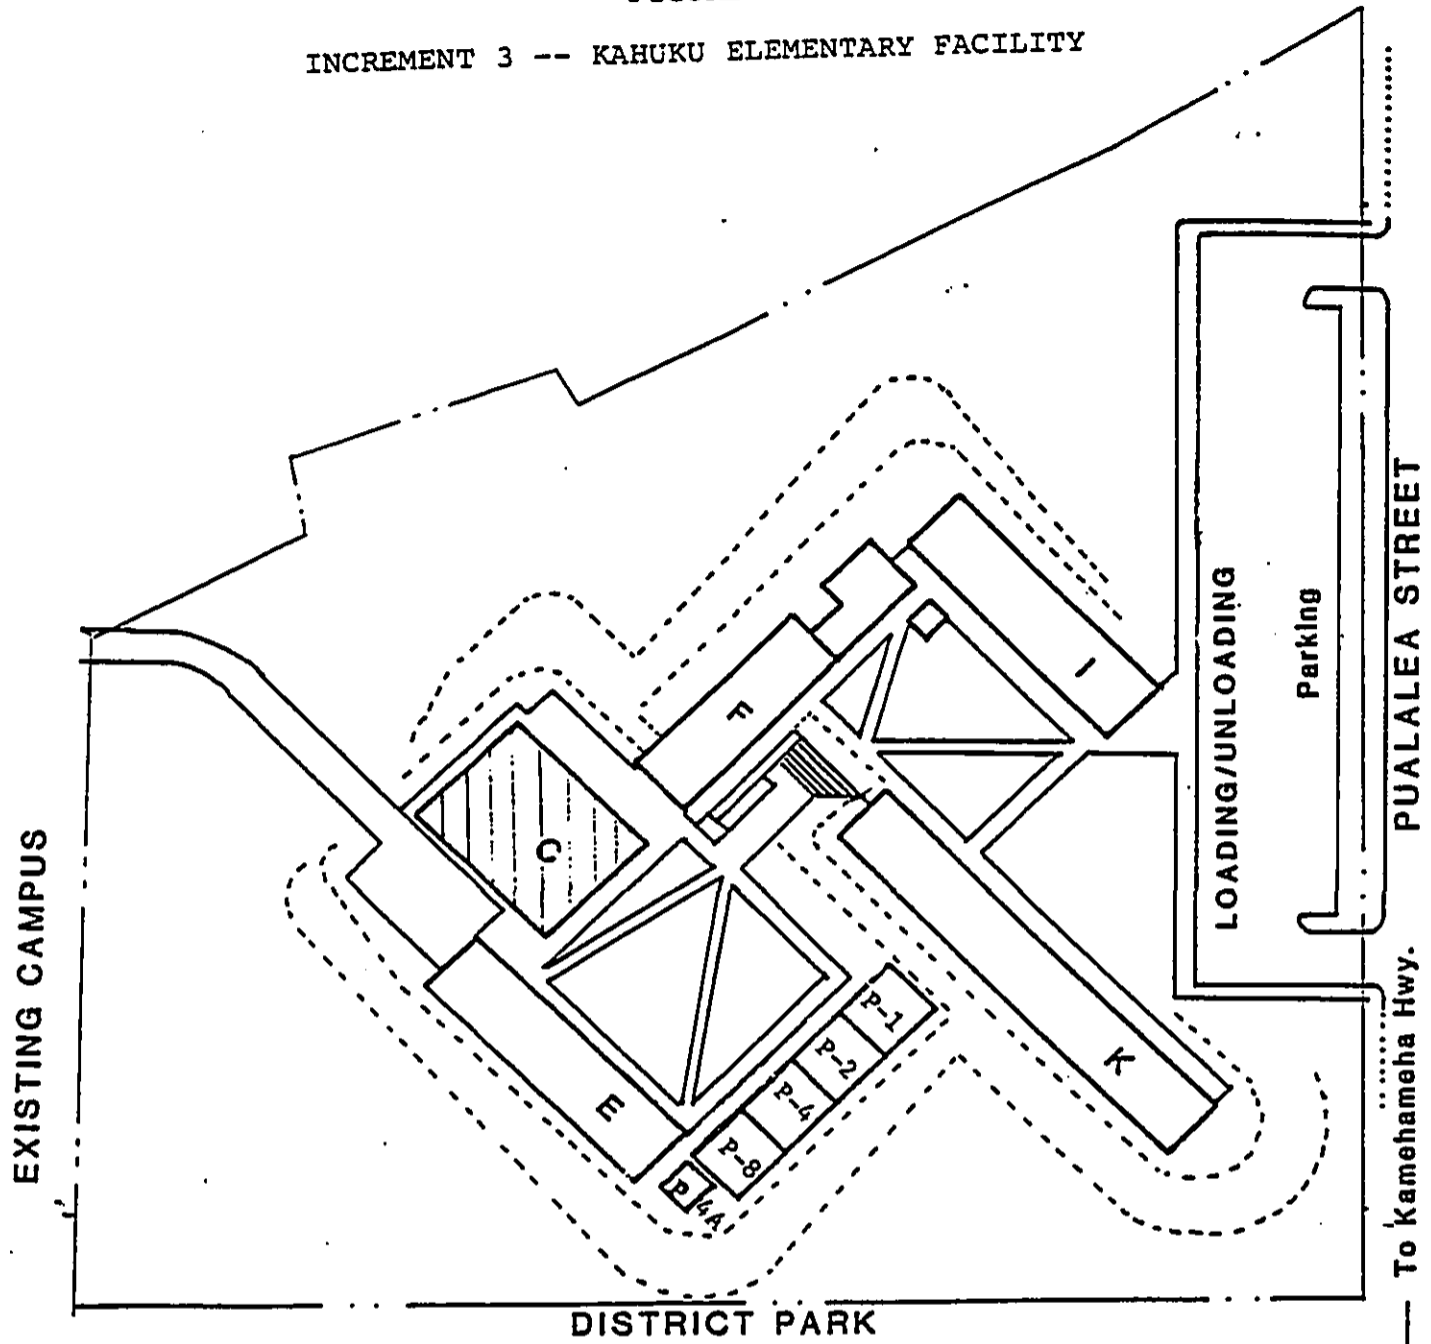 INCREMENT 3 -- KAHUKU ELEMENTARY FACILITY
I
F
G
E
K
P-1
P-2
P-4
P-8
P
4A
LOADING/UNLOADING
Parking
PUALALEA STREET
To Kamehameha Hwy.
EXISTING CAMPUS
DISTRICT PARK